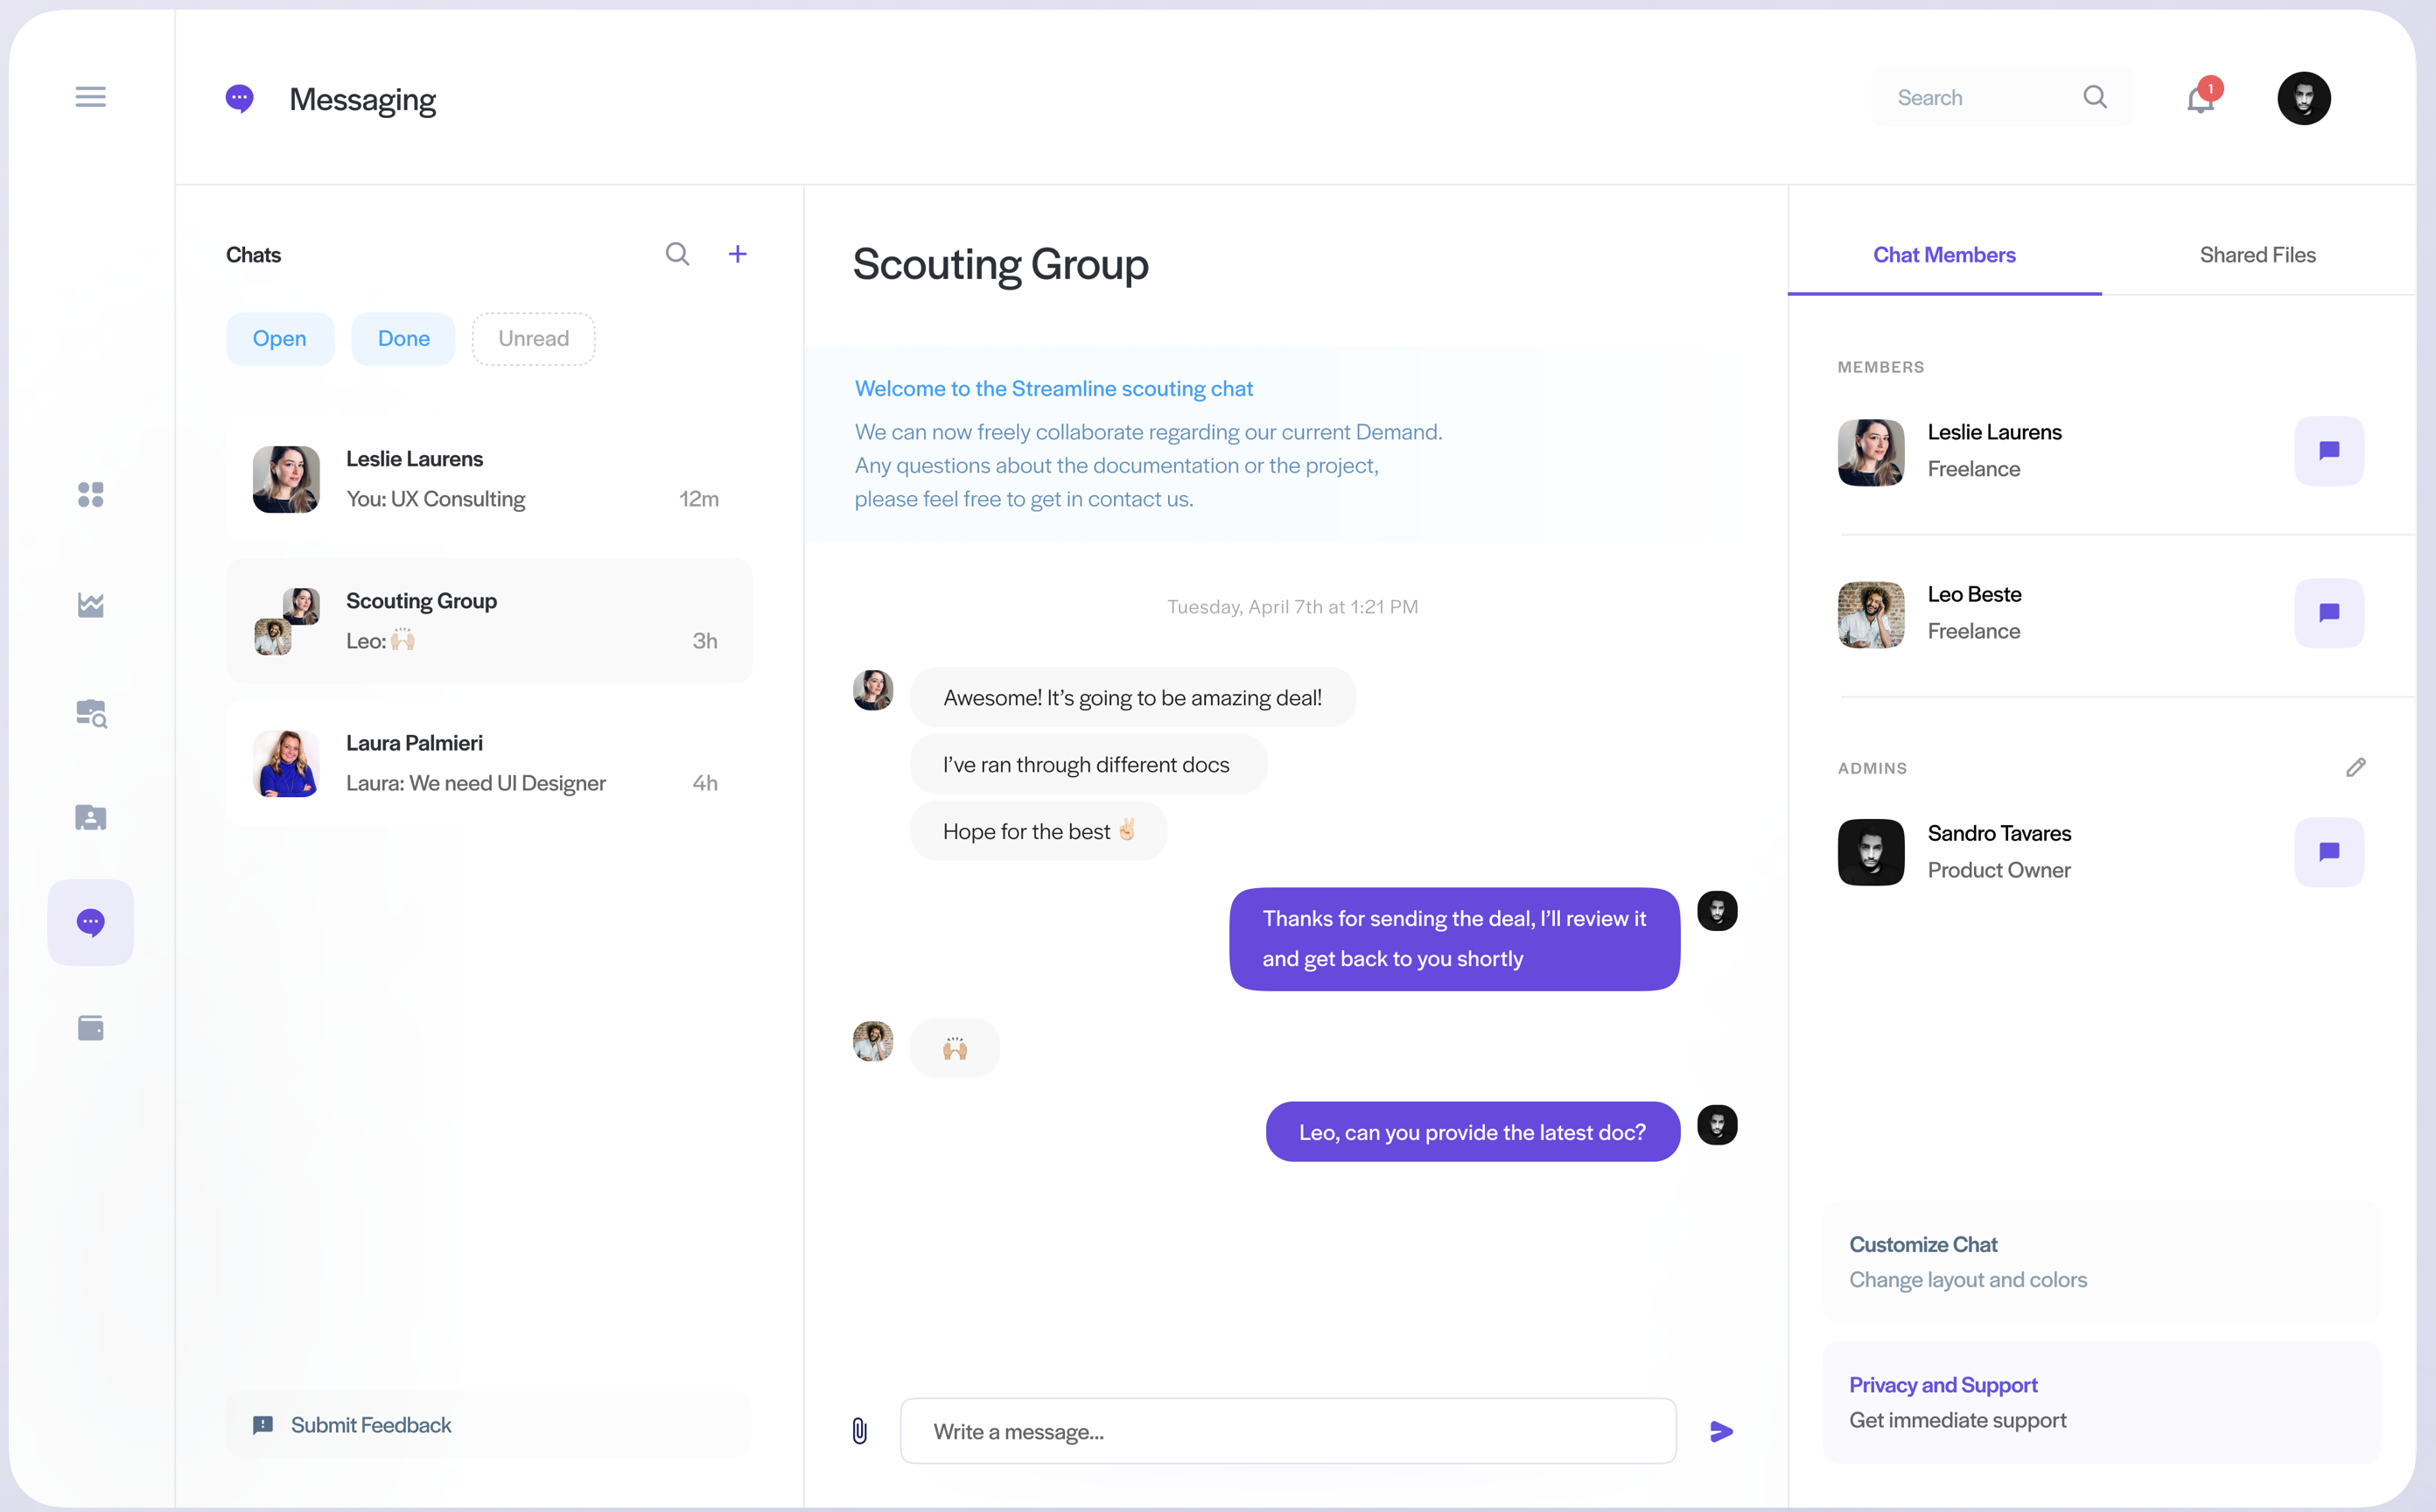 Messaging
Search
1
Chats
Open
Done
Unread
Leslie Laurens
You: UX Consulting
12m
Scouting Group
Leo: 🙌🏼
3h
Laura Palmieri
Laura: We need UI Designer
4h
Submit Feedback
Scouting Group
Welcome to the Streamline scouting chat
We can now freely collaborate regarding our current Demand.
Any questions about the documentation or the project,
please feel free to get in contact us.
Tuesday, April 7th at 1:21 PM
Awesome! It’s going to be amazing deal!
I’ve ran through different docs
Hope for the best ✌🏼
Thanks for sending the deal, I’ll review it
and get back to you shortly
🙌🏼
Leo, can you provide the latest doc?
Write a message...
Chat Members
Shared Files
MEMBERS
Leslie Laurens
Freelance
Leo Beste
Freelance
ADMINS
Sandro Tavares
Product Owner
Customize Chat
Change layout and colors
Privacy and Support
Get immediate support